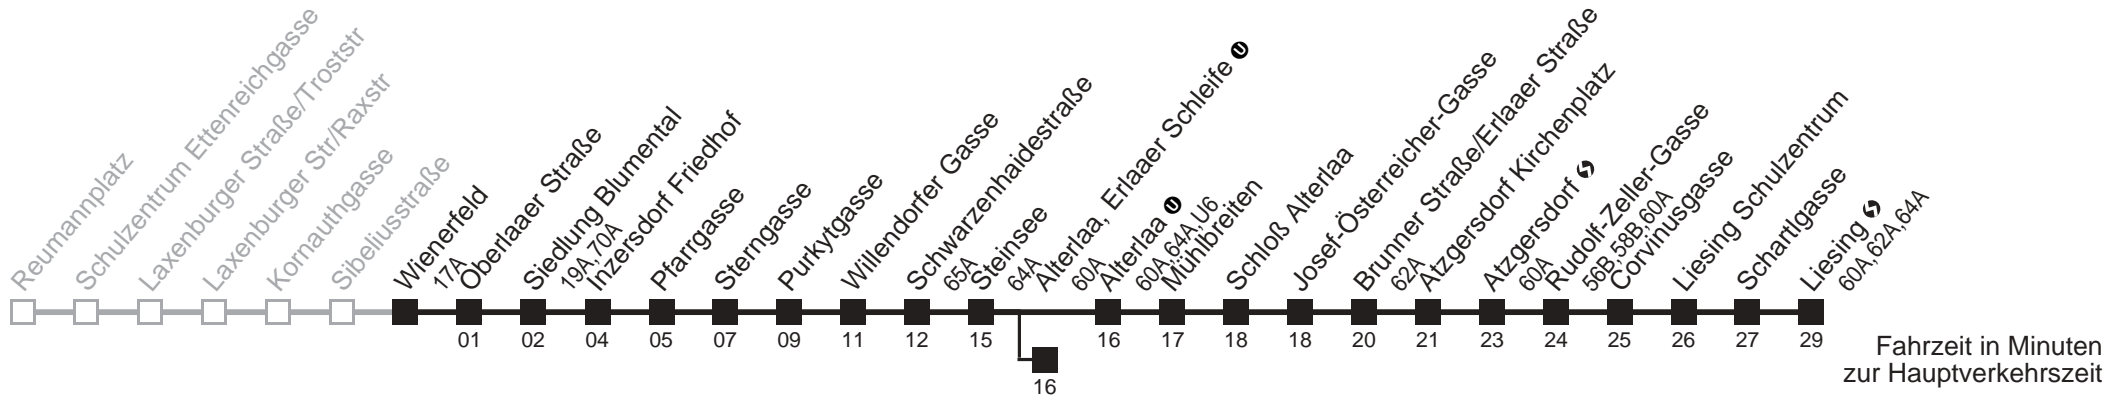 Reumannplatz
Schulzentrum Ettenreichgasse
Laxenburger Straße/Troststr
Laxenburger Str/Raxstr
Kornauthgasse
Sibeliusstraße
Wienerfeld
17A
Oberlaaer Straße
Siedlung Blumental
19A,70A
Inzersdorf Friedhof
Pfarrgasse
Sterngasse
Purkytgasse
Willendorfer Gasse
Schwarzenhaidestraße
65A
Steinsee
64A
Alterlaa, Erlaaer Schleife U
60A
Alterlaa U
60A,64A,U6
Mühlbreiten
Schloß Alterlaa
Josef-Österreicher-Gasse
Brunner Straße/Erlaaer Straße
62A
Atzgersdorf Kirchenplatz
Atzgersdorf
60A
Rudolf-Zeller-Gasse
56B,58B,60A
Corvinusgasse
Liesing Schulzentrum
Schartlgasse
Liesing
60A,62A,64A
01 02 04 05 07 09 11 12 15 16 17 18 18 20 21 23 24 25 26 27 29
16
Fahrzeit in Minuten
zur Hauptverkehrszeit